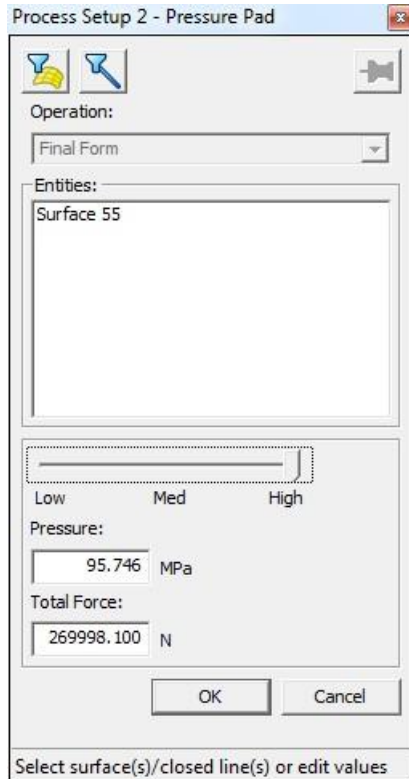 Process Setup 2 - Pressure Pad
Operation:
Final Form
Entities:
Surface 55
Low Med High
Pressure:
95.746 MPa
Total Force:
269998.100 N
OK Cancel
Select surface(s)/closed line(s) or edit values